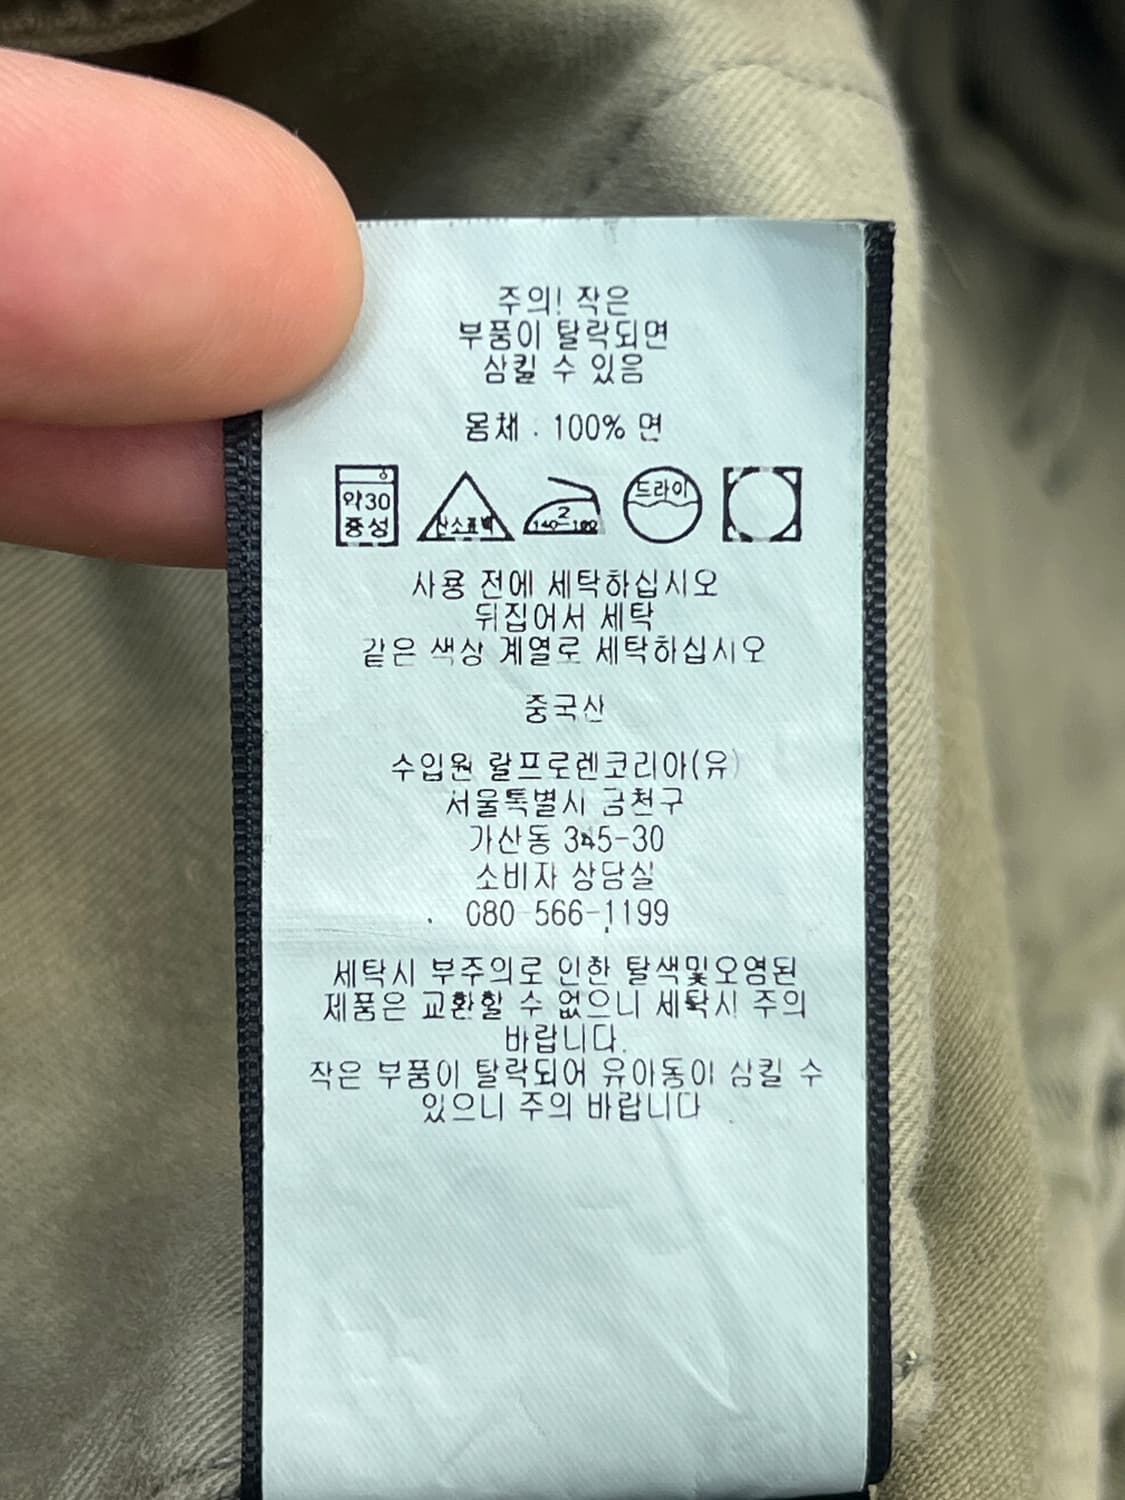 주의! 작은
부품이 탈락되면
삼킬 수 있음
몸체 : 100% 면
약30
중성
산소표백
2
140-180
드라이
사용 전에 세탁하십시오
뒤집어서 세탁
같은 색상 계열로 세탁하십시오
중국산
수입원 랄프로렌코리아(유)
서울특별시 금천구
가산동 345-30
소비자 상담실
080-566-1199
세탁시 부주의로 인한 탈색및오염된
제품은 교환할 수 없으니 세탁시 주의
바랍니다.
작은 부품이 탈락되어 유아동이 삼킬 수
있으니 주의 바랍니다